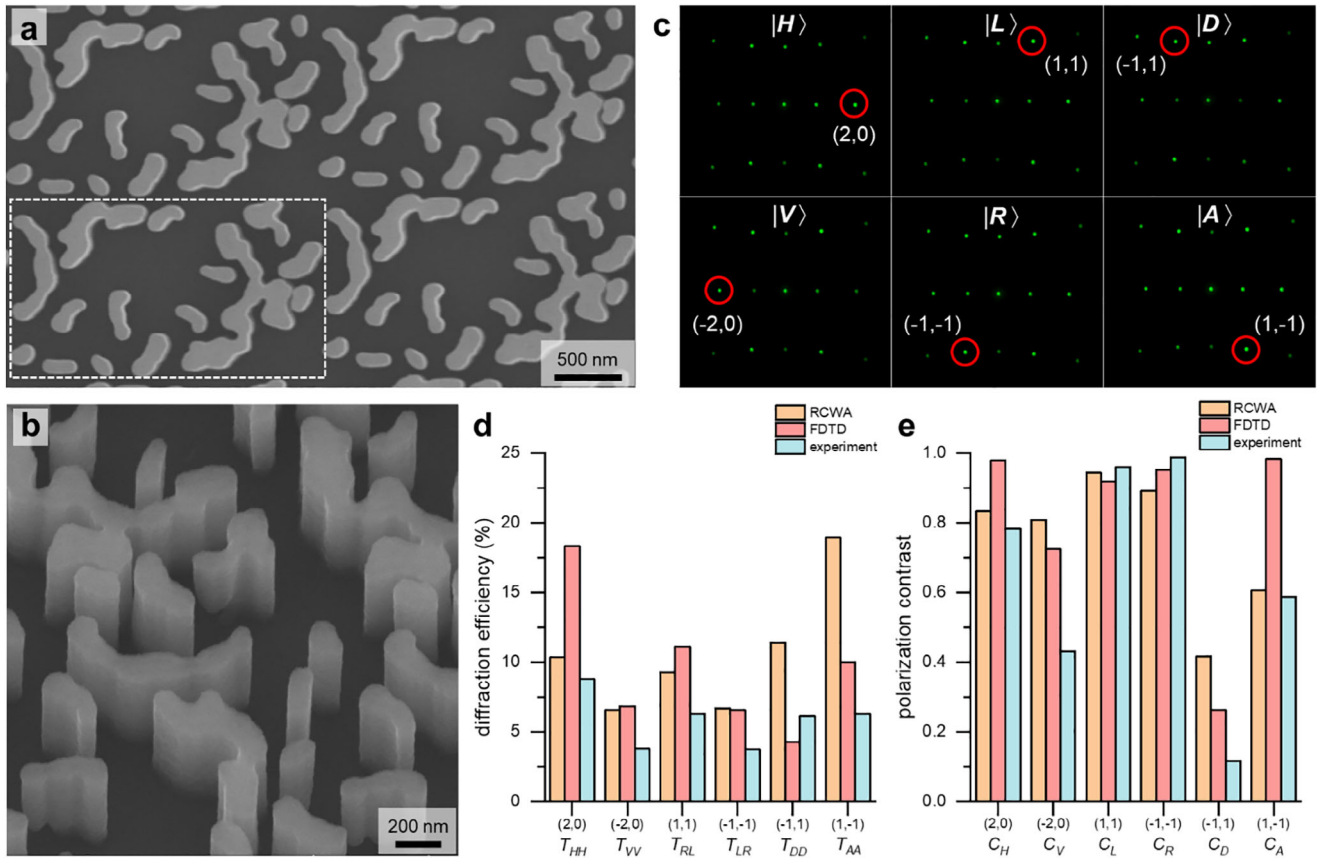 a
500 nm
b
200 nm
c
|H⟩
(2,0)
|L⟩
(1,1)
|D⟩
(-1,1)
|V⟩
(-2,0)
|R⟩
(-1,-1)
|A⟩
(1,-1)
d
RCWA
FDTD
experiment
diffraction efficiency (%)
25
20
15
10
5
0
(2,0) (-2,0) (1,1) (-1,-1) (-1,1) (1,-1)
T_HH T_VV T_RL T_LR T_DD T_AA
e
RCWA
FDTD
experiment
polarization contrast
1.0
0.8
0.6
0.4
0.2
0.0
(2,0) (-2,0) (1,1) (-1,-1) (-1,1) (1,-1)
C_H C_V C_L C_R C_D C_A